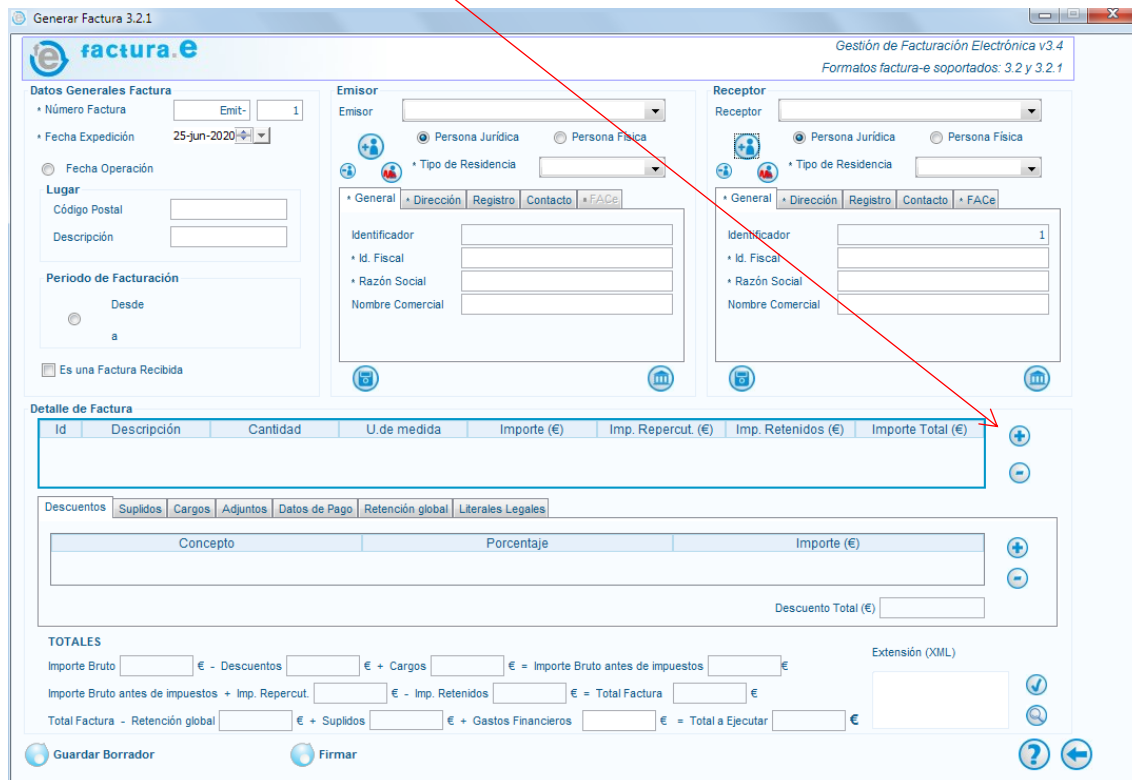 Generar Factura 3.2.1
factura.e
Gestión de Facturación Electrónica v3.4
Formatos factura-e soportados: 3.2 y 3.2.1
Datos Generales Factura
* Número Factura Emit- 1
* Fecha Expedición 25-jun-2020
Fecha Operación
Lugar
Código Postal
Descripción
Periodo de Facturación
Desde
a
Es una Factura Recibida
Emisor
Emisor
Persona Jurídica Persona Física
* Tipo de Residencia
* General * Dirección Registro Contacto * FACe
Identificador
* Id. Fiscal
* Razón Social
Nombre Comercial
Receptor
Receptor
Persona Jurídica Persona Física
* Tipo de Residencia
* General * Dirección Registro Contacto * FACe
Identificador 1
* Id. Fiscal
* Razón Social
Nombre Comercial
Detalle de Factura
Id Descripción Cantidad U.de medida Importe (€) Imp. Repercut. (€) Imp. Retenidos (€) Importe Total (€)
Descuentos Suplidos Cargos Adjuntos Datos de Pago Retención global Literales Legales
Concepto Porcentaje Importe (€)
Descuento Total (€)
TOTALES
Importe Bruto € - Descuentos € + Cargos € = Importe Bruto antes de impuestos €
Importe Bruto antes de impuestos + Imp. Repercut. € - Imp. Retenidos € = Total Factura €
Total Factura - Retención global € + Suplidos € + Gastos Financieros € = Total a Ejecutar €
Extensión (XML)
Guardar Borrador Firmar